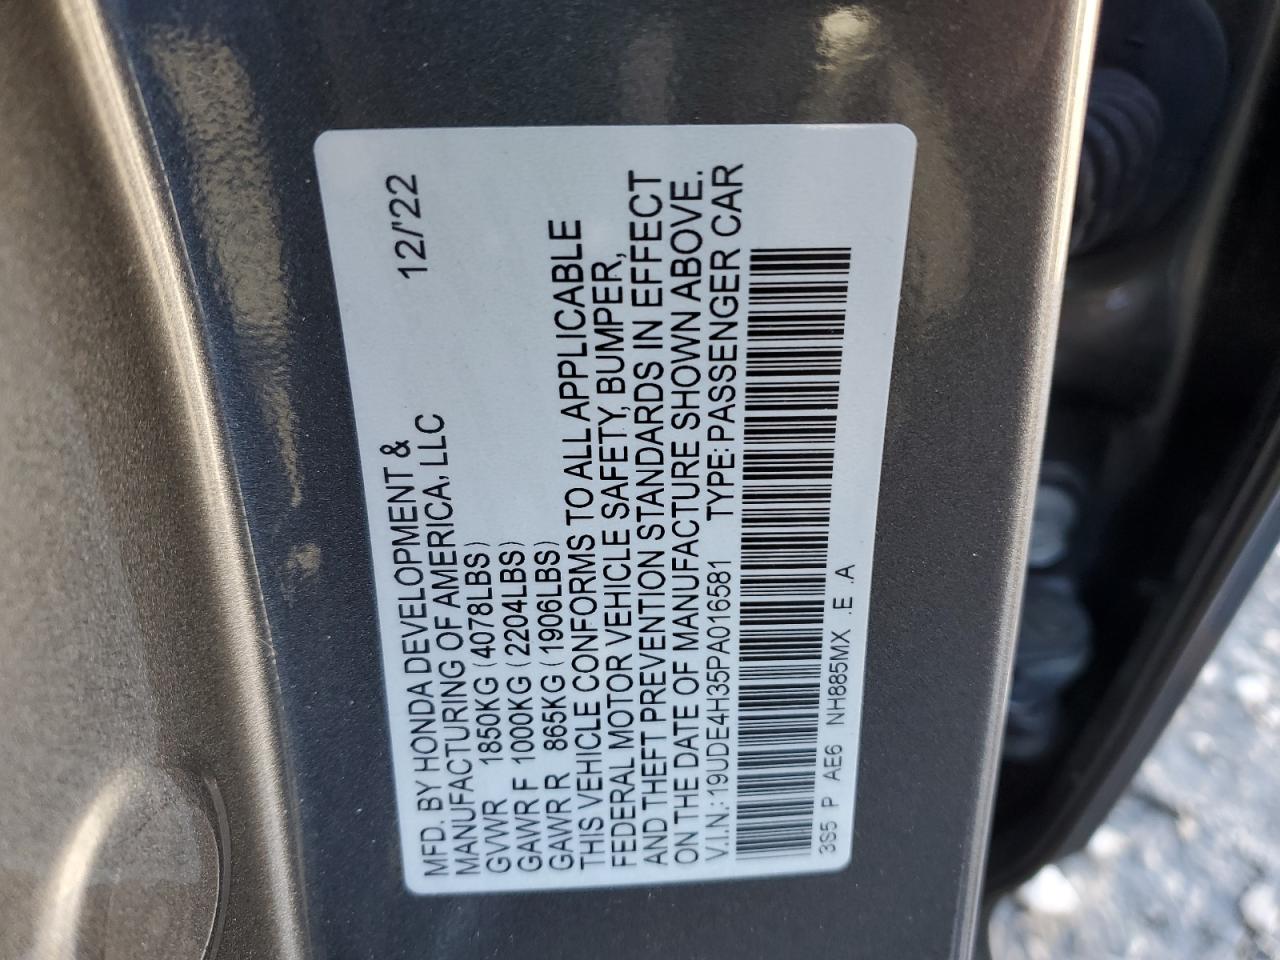 MFD. BY HONDA DEVELOPMENT &
MANUFACTURING OF AMERICA, LLC 12/'22
GVWR 1850KG (4078LBS)
GAWR F 1000KG (2204LBS)
GAWR R 865KG (1906LBS)
THIS VEHICLE CONFORMS TO ALL APPLICABLE
FEDERAL MOTOR VEHICLE SAFETY, BUMPER,
AND THEFT PREVENTION STANDARDS IN EFFECT
ON THE DATE OF MANUFACTURE SHOWN ABOVE.
V.I.N.: 19UDE4H35PA016581 TYPE: PASSENGER CAR
3S5 P AE6 NH885MX .E .A